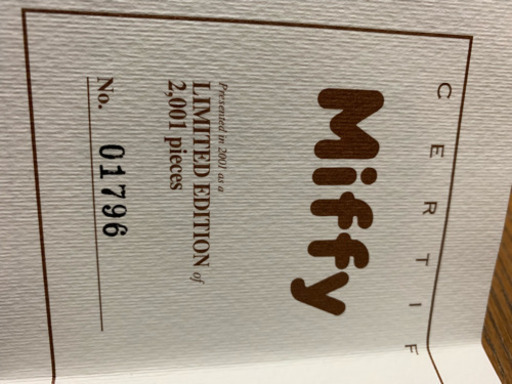 C E R T I F
Miffy
Presented in 2001 as a
LIMITED EDITION of
2,001 pieces
No. 01796